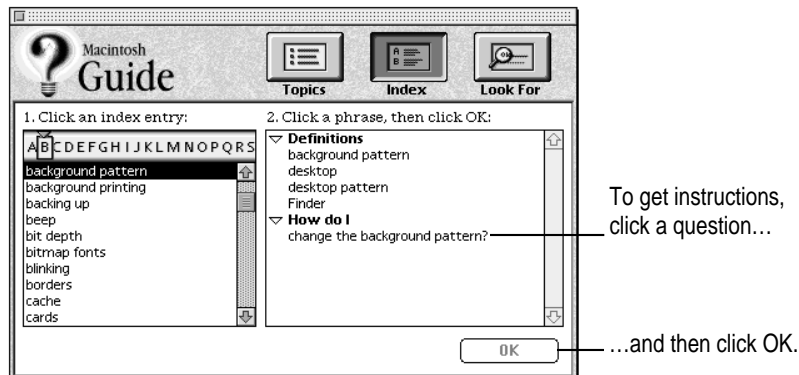 Macintosh
Guide
Topics
Index
Look For
1. Click an index entry:
A B C D E F G H I J K L M N O P Q R S
background pattern
background printing
backing up
beep
bit depth
bitmap fonts
blinking
borders
cache
cards
2. Click a phrase, then click OK:
Definitions
background pattern
desktop
desktop pattern
Finder
How do I
change the background pattern?
OK
To get instructions,
click a question…
…and then click OK.